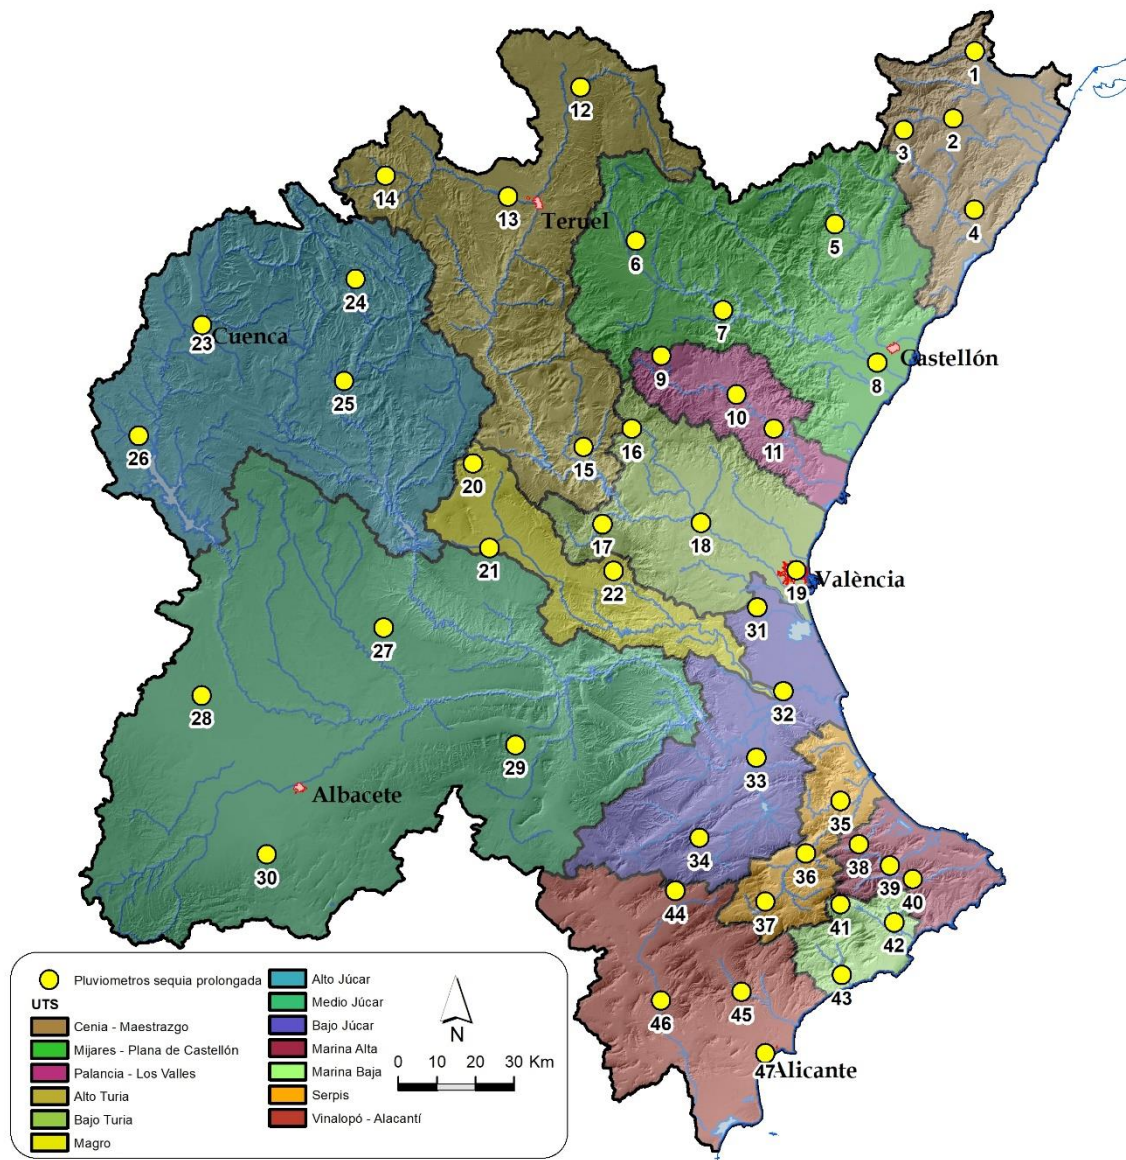 1
12
2
3
14
13
Teruel
4
5
6
24
7
23
Cuenca
Castellón
8
9
25
10
16
11
26
15
20
18
17
21
22
19
València
31
27
32
28
29
33
Albacete
35
34
36
38
30
39
40
44
37
41
42
43
45
46
47
Alicante
Pluviometros sequia prolongada
UTS
Cenia - Maestrazgo
Mijares - Plana de Castellón
Palancia - Los Valles
Alto Turia
Bajo Turia
Magro
Alto Júcar
Medio Júcar
Bajo Júcar
Marina Alta
Marina Baja
Serpis
Vinalopó - Alacantí
N
0 10 20 30 Km